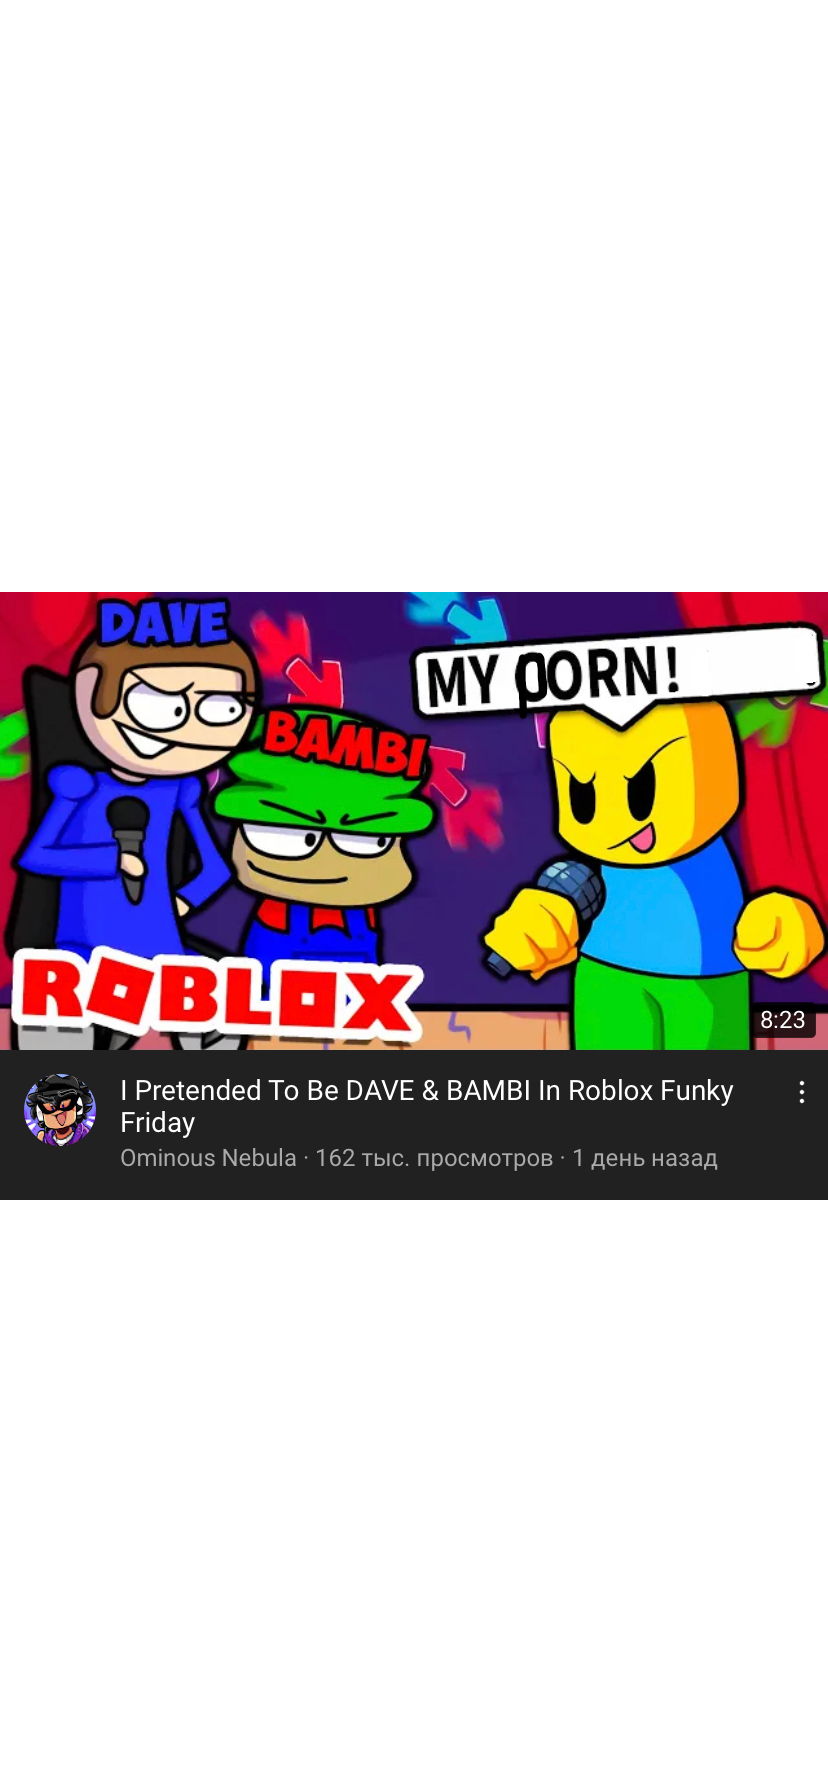 DAVE
BAMBI
MY pORN!
ROBLOX
8:23
I Pretended To Be DAVE & BAMBI In Roblox Funky
Friday
Ominous Nebula · 162 тыс. просмотров · 1 день назад